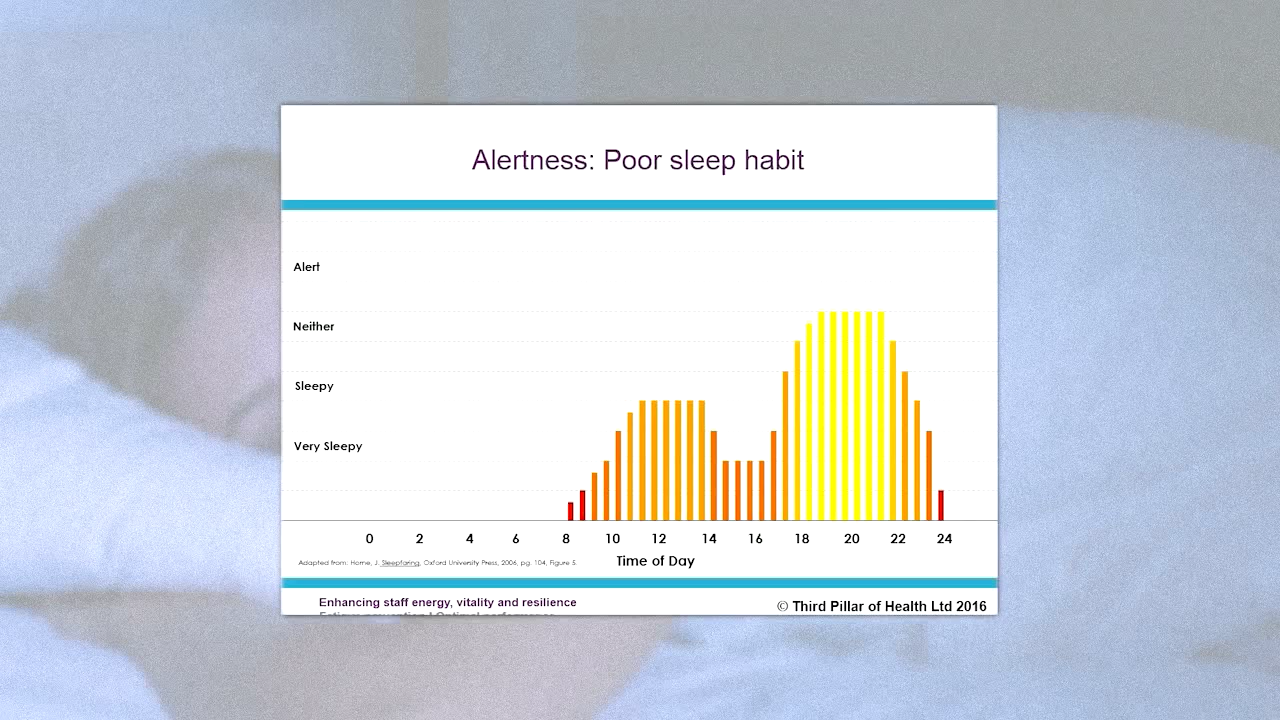 Alertness: Poor sleep habit
Alert
Neither
Sleepy
Very Sleepy
0 2 4 6 8 10 12 14 16 18 20 22 24
Adapted from: Horne, J. Sleepfaring, Oxford University Press, 2006; pg. 104, Figure 5.
Time of Day
Enhancing staff energy, vitality and resilience
© Third Pillar of Health Ltd 2016